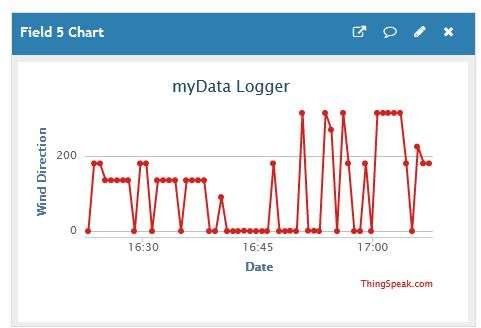 Field 5 Chart
myData Logger
Wind Direction
200
0
16:30 16:45 17:00
Date
ThingSpeak.com